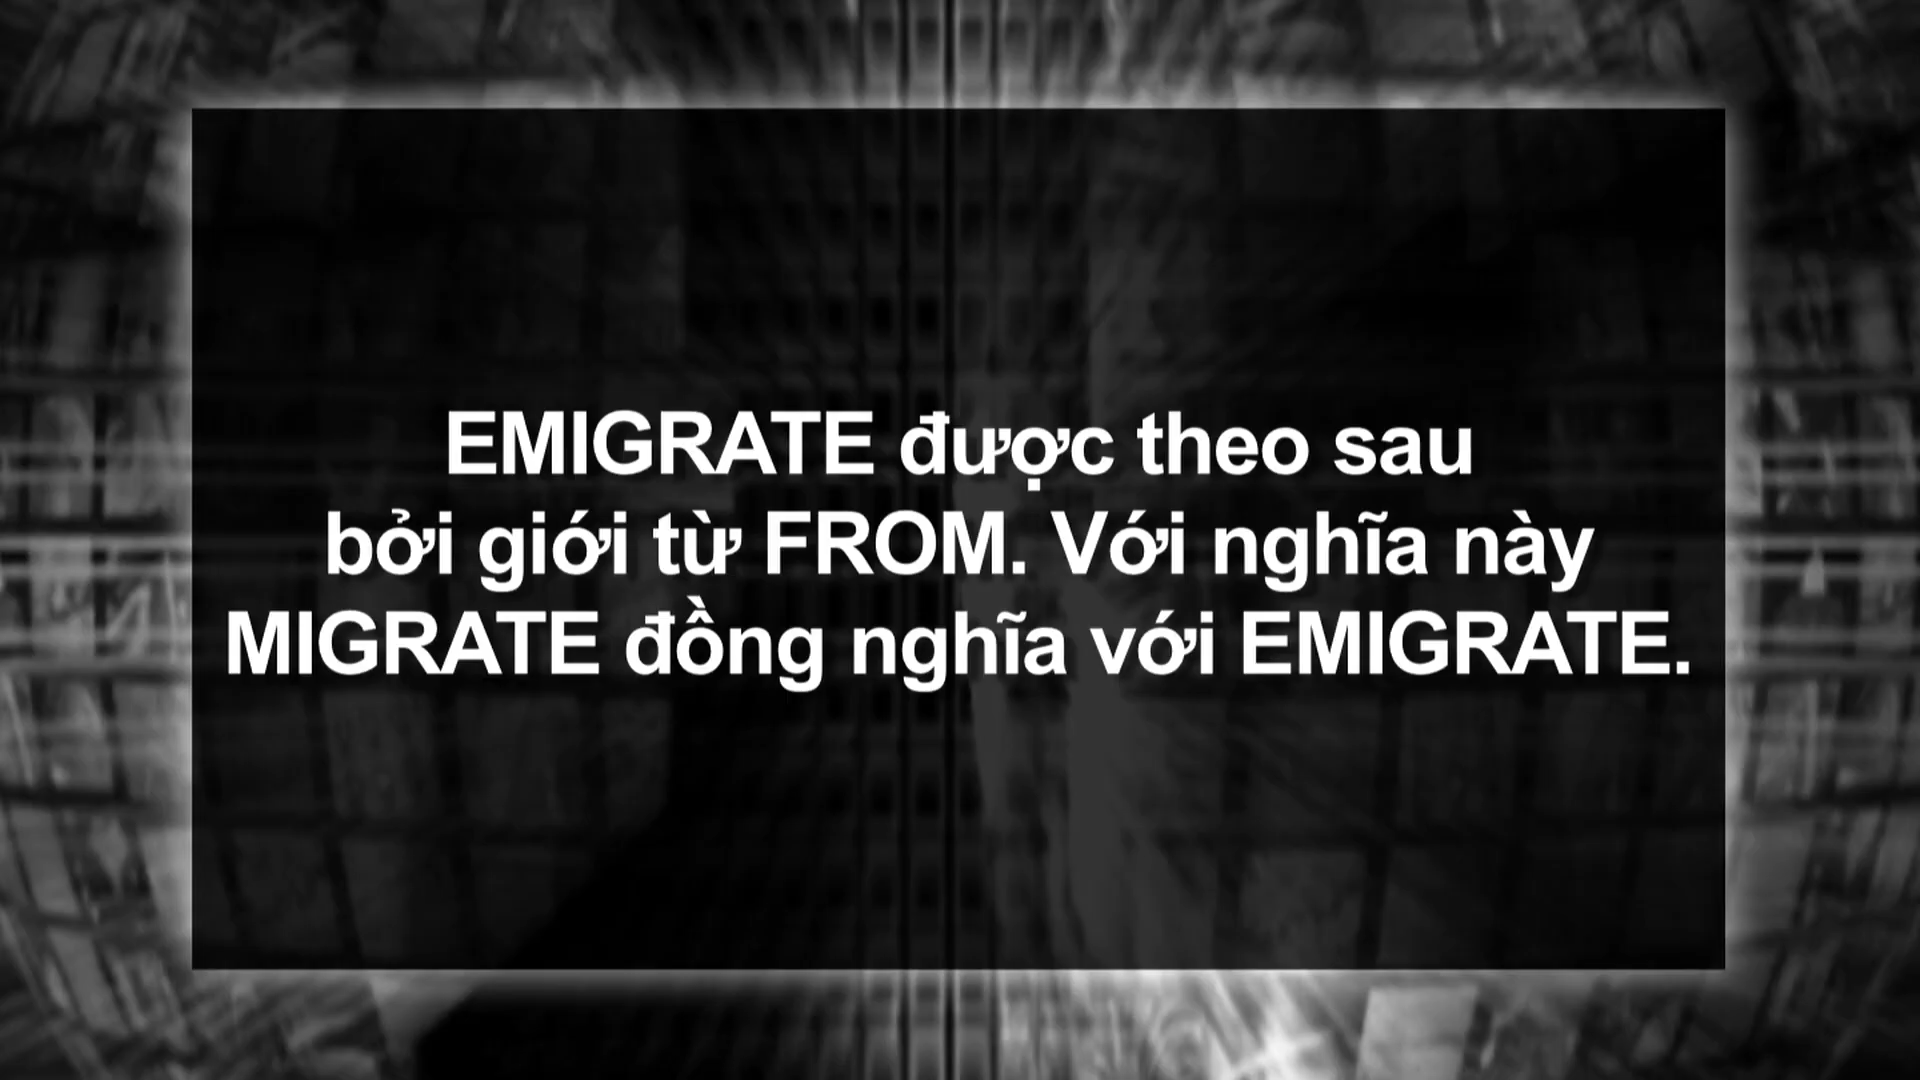 EMIGRATE được theo sau
bởi giới từ FROM. Với nghĩa này
MIGRATE đồng nghĩa với EMIGRATE.